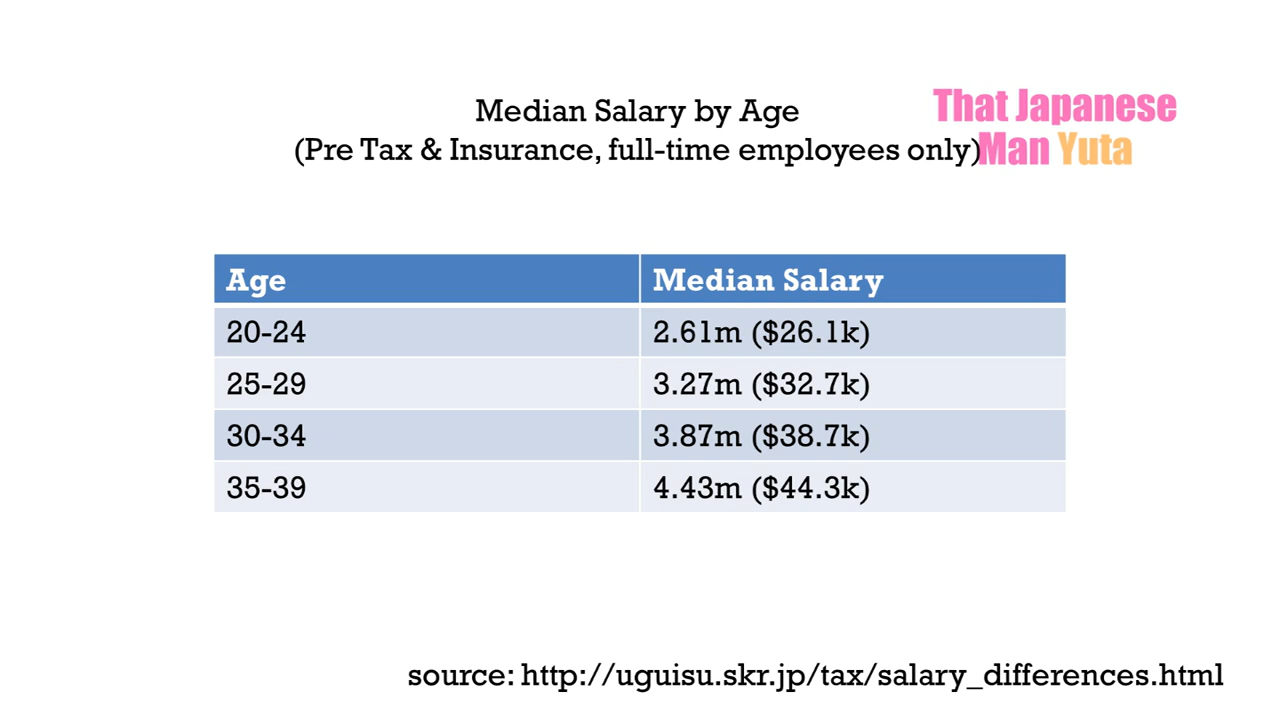 Median Salary by Age
(Pre Tax & Insurance, full-time employees only)
That Japanese
Man Yuta
Age Median Salary
20-24 2.61m ($26.1k)
25-29 3.27m ($32.7k)
30-34 3.87m ($38.7k)
35-39 4.43m ($44.3k)
source: http://uguisu.skr.jp/tax/salary_differences.html